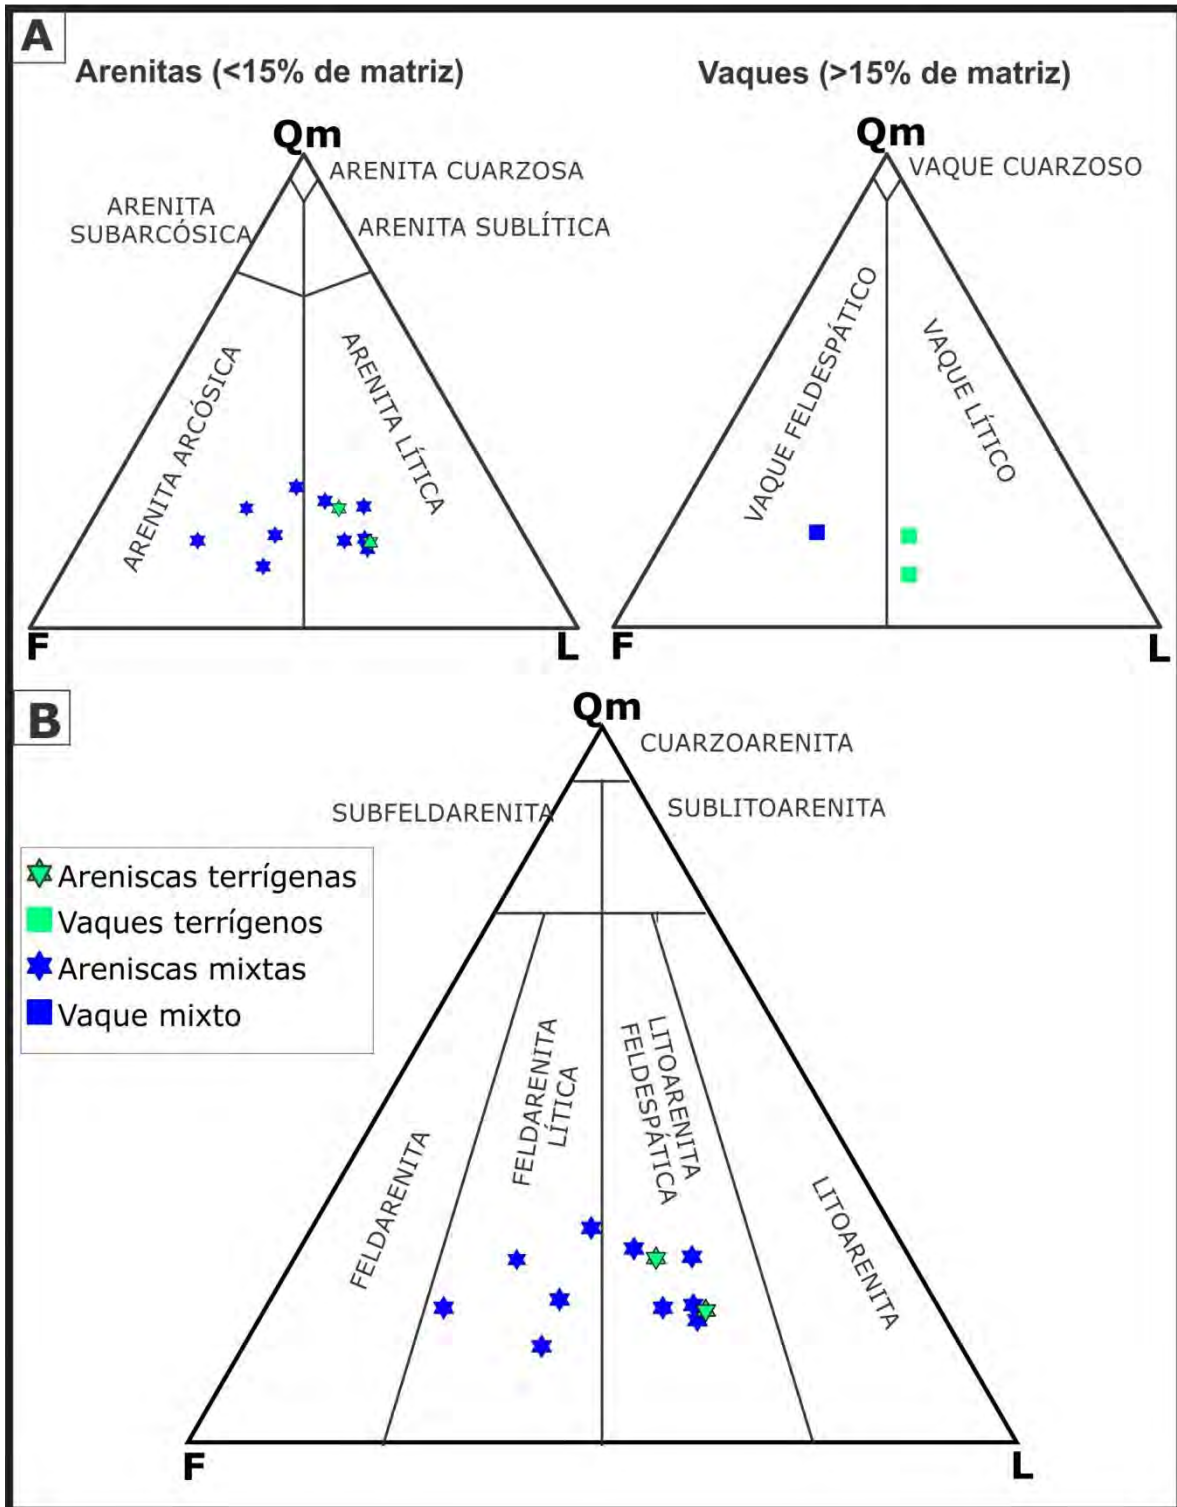 A
Arenitas (<15% de matriz)
Vaques (>15% de matriz)
Qm
ARENITA CUARZOSA
ARENITA
SUBARCÓSICA
ARENITA SUBLÍTICA
ARENITA ARCÓSICA
ARENITA LÍTICA
F
L
Qm
VAQUE CUARZOSO
VAQUE FELDESPÁTICO
VAQUE LÍTICO
F
L
B
Qm
CUARZOARENITA
SUBFELDARENITA
SUBLITOARENITA
Areniscas terrígenas
Vaques terrígenos
Areniscas mixtas
Vaque mixto
FELDARENITA
FELDARENITA
LÍTICA
LITOARENITA
FELDESPÁTICA
LITOARENITA
F
L